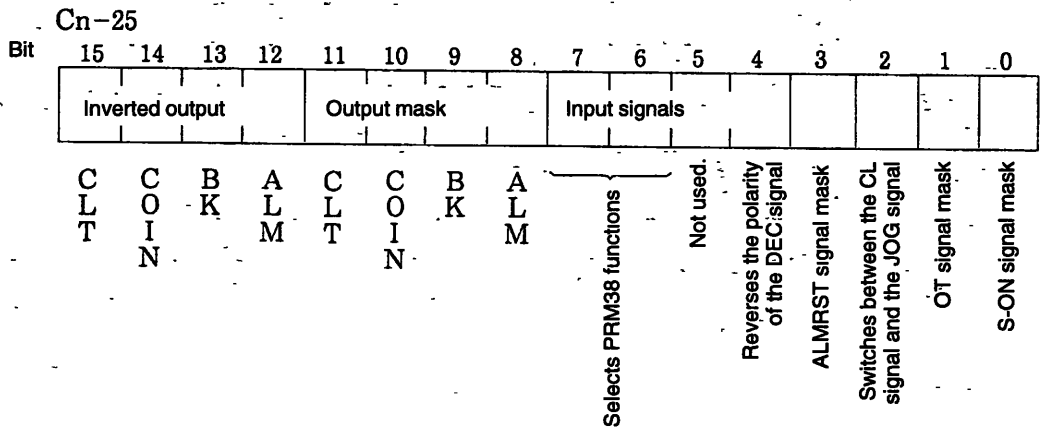 Cn-25
Bit 15 14 13 12 11 10 9 8 7 6 5 4 3 2 1 0
Inverted output Output mask Input signals
CLT COIN BK ALM CLT COIN BK ALM
Selects PRM38 functions
Not used.
Reverses the polarity
of the DEC signal
ALMRST signal mask
Switches between the CL
signal and the JOG signal
OT signal mask
S-ON signal mask